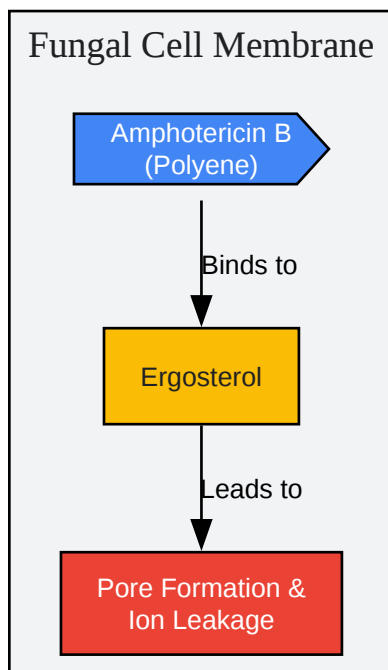 Fungal Cell Membrane
Amphotericin B
(Polyene)
Binds to
Ergosterol
Leads to
Pore Formation &
Ion Leakage